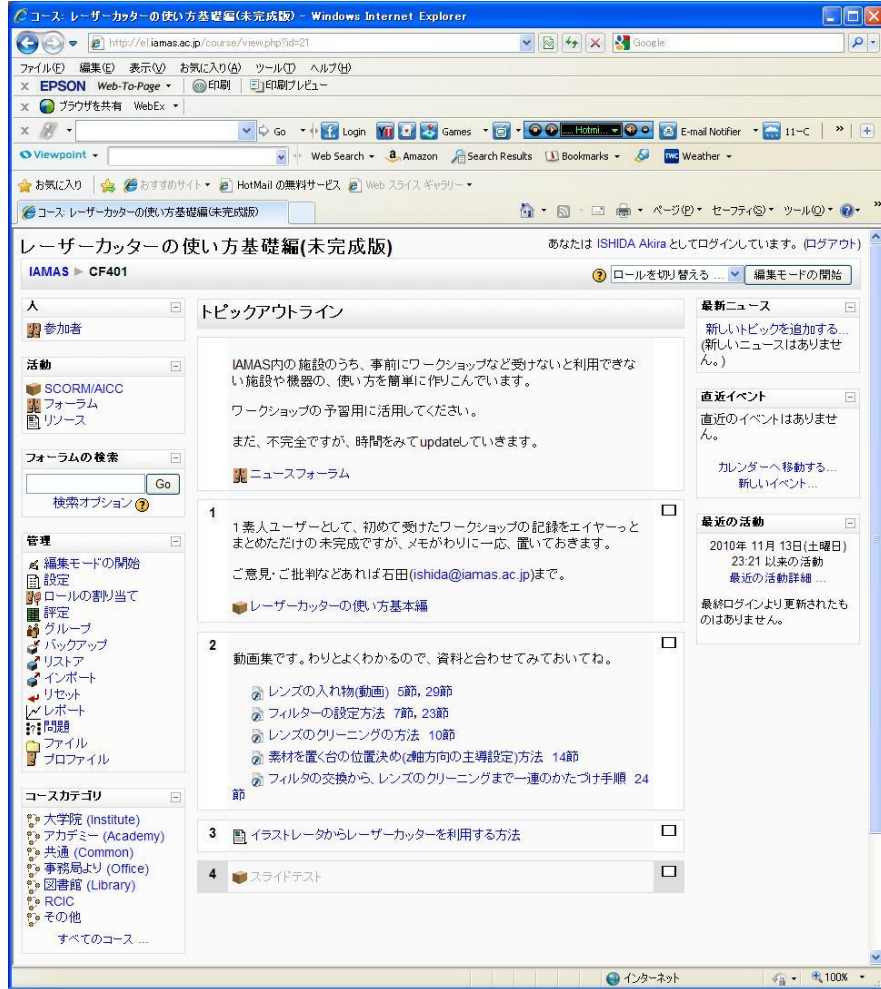 コース: レーザーカッターの使い方基礎編(未完成版) - Windows Internet Explorer
http://el.iamas.ac.jp/course/view.php?id=21
Google
ファイル(F) 編集(E) 表示(V) お気に入り(A) ツール(T) ヘルプ(H)
x EPSON Web-To-Page 印刷 印刷プレビュー
x ブラウザを共有 WebEx
x Go Login Games Hotmi... E-mail Notifier 11~C »
Viewpoint Web Search Amazon Search Results Bookmarks Weather
お気に入り おすすめサイト HotMail の無料サービス Web スライス ギャラリー
コース: レーザーカッターの使い方基礎編(未完成版) ページ(P) セーフティ(S) ツール(O) »
レーザーカッターの使い方基礎編(未完成版)
あなたは ISHIDA Akira としてログインしています。 (ログアウト)
IAMAS ► CF401
ロールを切り替える ... 編集モードの開始
人
参加者
活動
SCORM/AICC
フォーラム
リソース
フォーラムの検索
Go
検索オプション
管理
編集モードの開始
設定
ロールの割り当て
評定
グループ
バックアップ
リストア
インポート
リセット
レポート
問題
ファイル
プロファイル
コースカテゴリ
大学院 (Institute)
アカデミー (Academy)
共通 (Common)
事務局より (Office)
図書館 (Library)
RCIC
その他
すべてのコース ...
トピックアウトライン
IAMAS内の施設のうち、事前にワークショップなど受けないと利用できな
い施設や機器の、使い方を簡単に作りこんでいます。
ワークショップの予習用に活用してください。
まだ、不完全ですが、時間をみてupdateしていきます。
ニュースフォーラム
1
1素人ユーザーとして、初めて受けたワークショップの記録をエイヤーっと
まとめただけの未完成ですが、メモがわりに一応、置いておきます。
ご意見・ご批判などあれば石田(ishida@iamas.ac.jp)まで。
レーザーカッターの使い方基本編
2
動画集です。わりとよくわかるので、資料と合わせてみておいてね。
レンズの入れ物(動画) 5節, 29節
フィルターの設定方法 7節, 23節
レンズのクリーニングの方法 10節
素材を置く台の位置決め(z軸方向の主導設定)方法 14節
フィルタの交換から、レンズのクリーニングまで一連のかたづけ手順 24
節
3 イラストレータからレーザーカッターを利用する方法
4 スライドテスト
最新ニュース
新しいトピックを追加する...
(新しいニュースはありませ
ん。)
直近イベント
直近のイベントはありませ
ん。
カレンダーへ移動する...
新しいイベント...
最近の活動
2010年 11月 13日(土曜日)
23:21 以来の活動
最近の活動詳細 ...
最終ログインより更新されたも
のはありません。
インターネット 100%